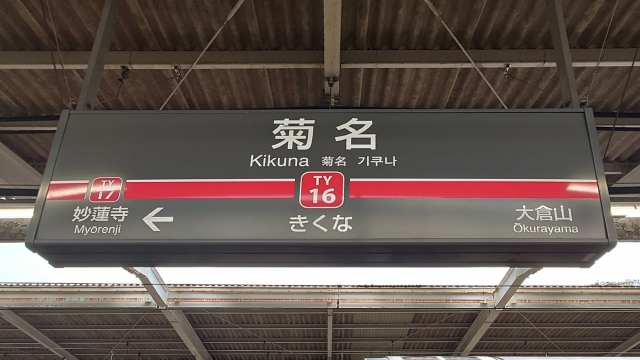 菊名
Kikuna 菊名 기쿠나
TY
17
TY
16
妙蓮寺
Myōrenji
←
きくな
大倉山
Ōkurayama